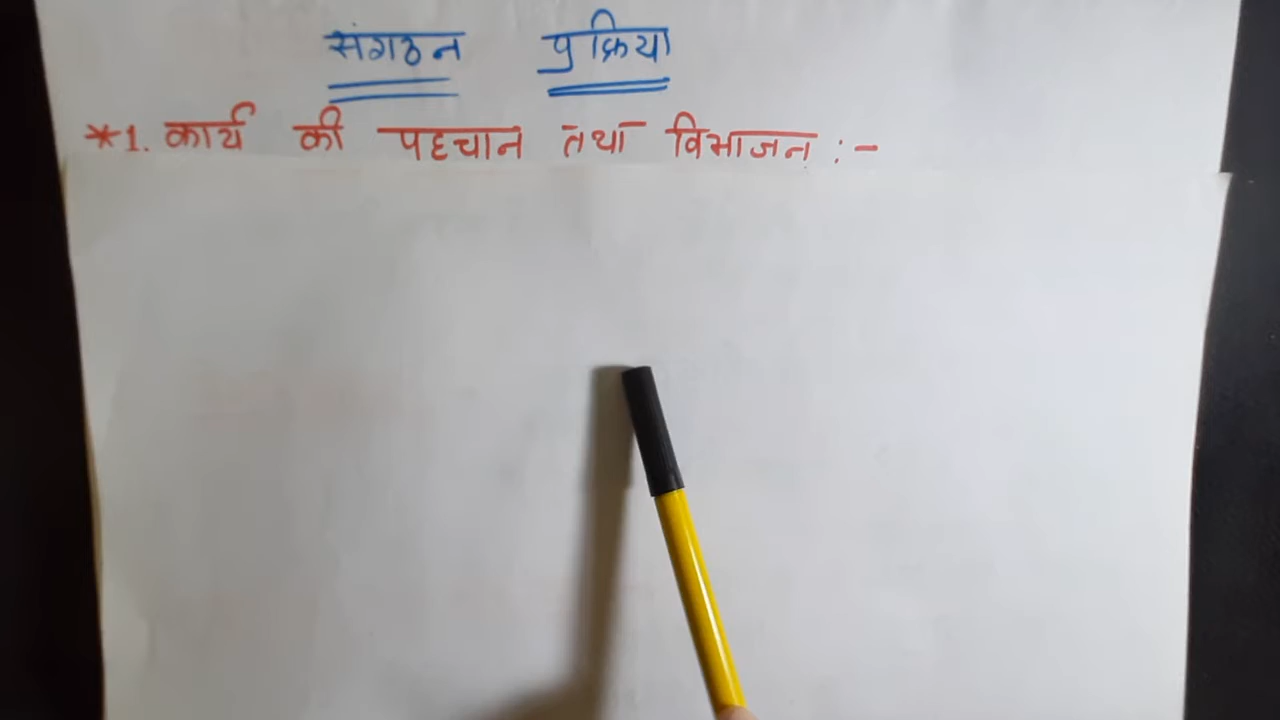 संगठन प्रक्रिया
*1. कार्य की पहचान तथा विभाजन :-